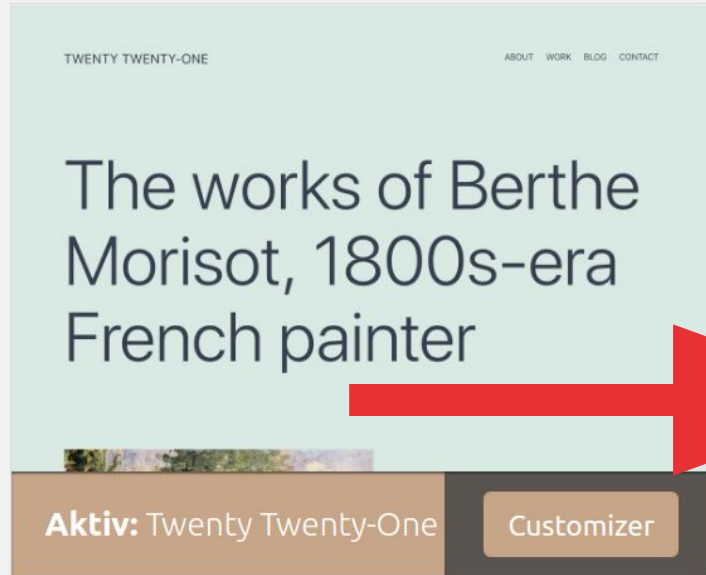 TWENTY TWENTY-ONE
ABOUT WORK BLOG CONTACT
The works of Berthe
Morisot, 1800s-era
French painter
Aktiv: Twenty Twenty-One
Customizer